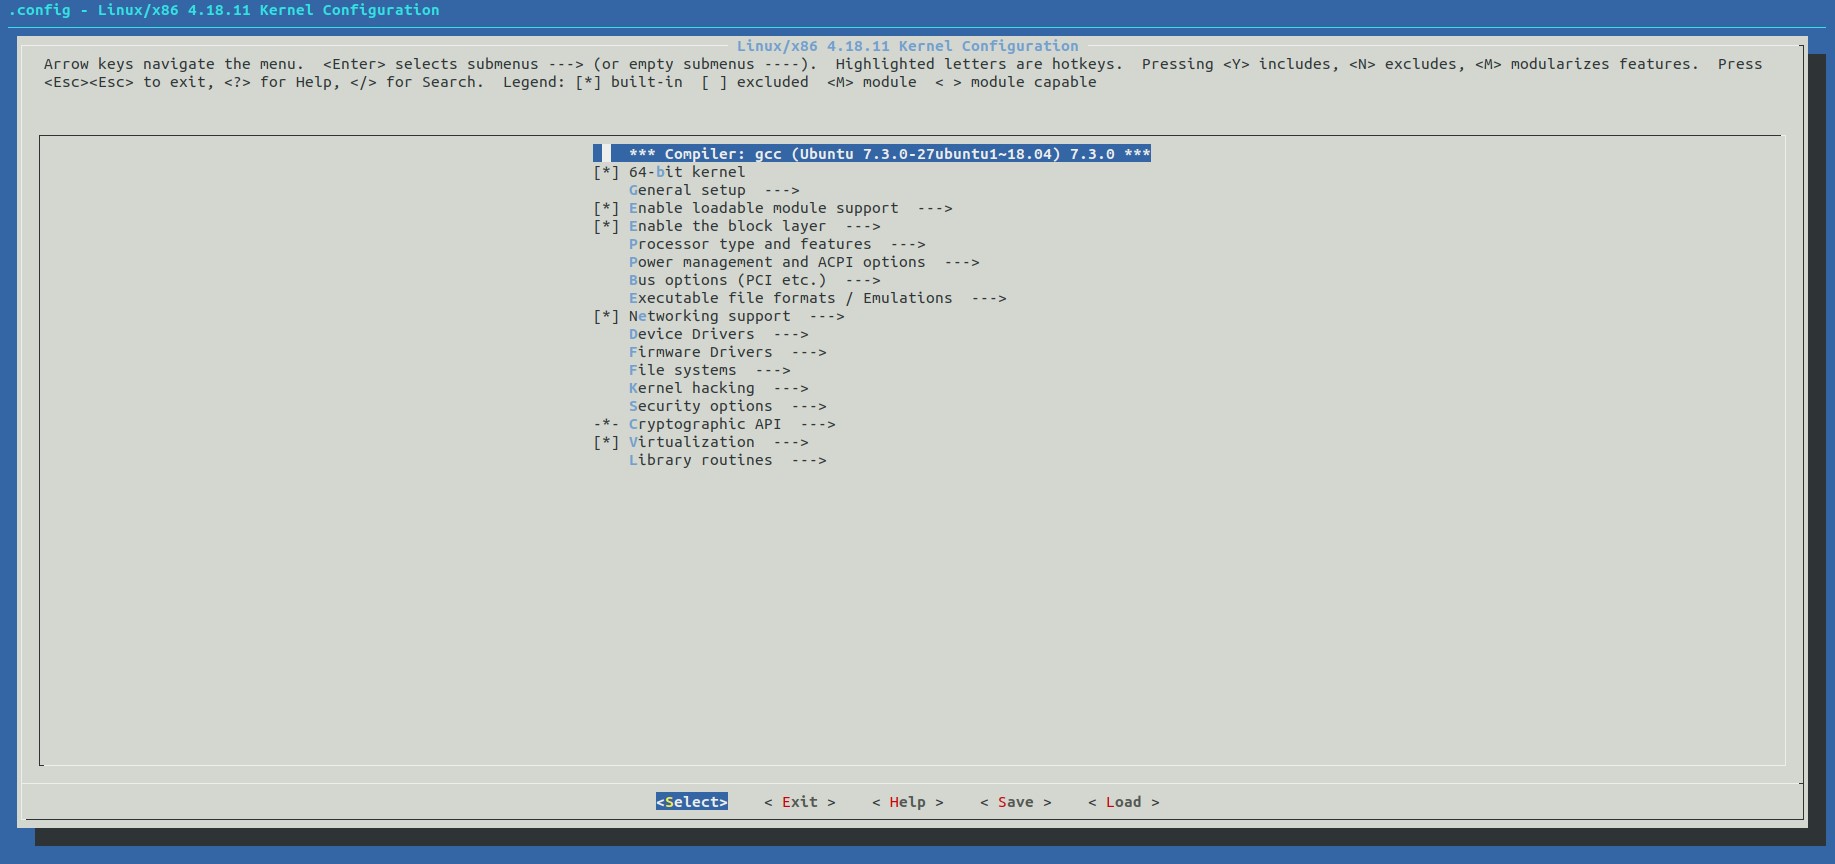 .config - Linux/x86 4.18.11 Kernel Configuration
Linux/x86 4.18.11 Kernel Configuration
Arrow keys navigate the menu.  <Enter> selects submenus ---> (or empty submenus ----).  Highlighted letters are hotkeys.  Pressing <Y> includes, <N> excludes, <M> modularizes features.  Press
<Esc><Esc> to exit, <?> for Help, </> for Search.  Legend: [*] built-in  [ ] excluded  <M> module  < > module capable
*** Compiler: gcc (Ubuntu 7.3.0-27ubuntu1~18.04) 7.3.0 ***
[*] 64-bit kernel
General setup  --->
[*] Enable loadable module support  --->
[*] Enable the block layer  --->
Processor type and features  --->
Power management and ACPI options  --->
Bus options (PCI etc.)  --->
Executable file formats / Emulations  --->
[*] Networking support  --->
Device Drivers  --->
Firmware Drivers  --->
File systems  --->
Kernel hacking  --->
Security options  --->
-*- Cryptographic API  --->
[*] Virtualization  --->
Library routines  --->
<Select>    < Exit >    < Help >    < Save >    < Load >